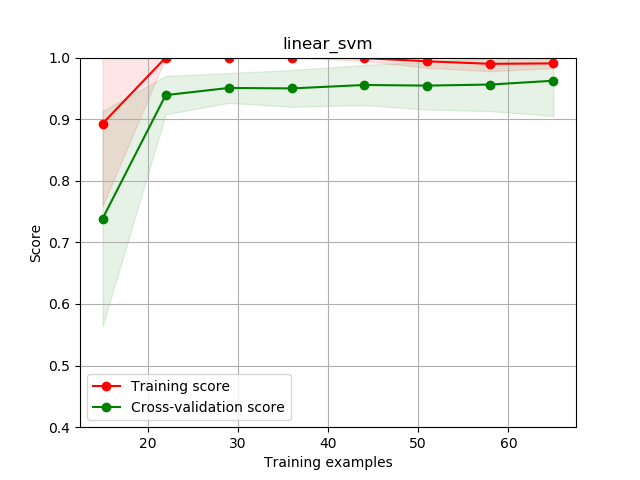 linear_svm
1.0
0.9
0.8
0.7
0.6
0.5
0.4
Score
Training score
Cross-validation score
20 30 40 50 60
Training examples